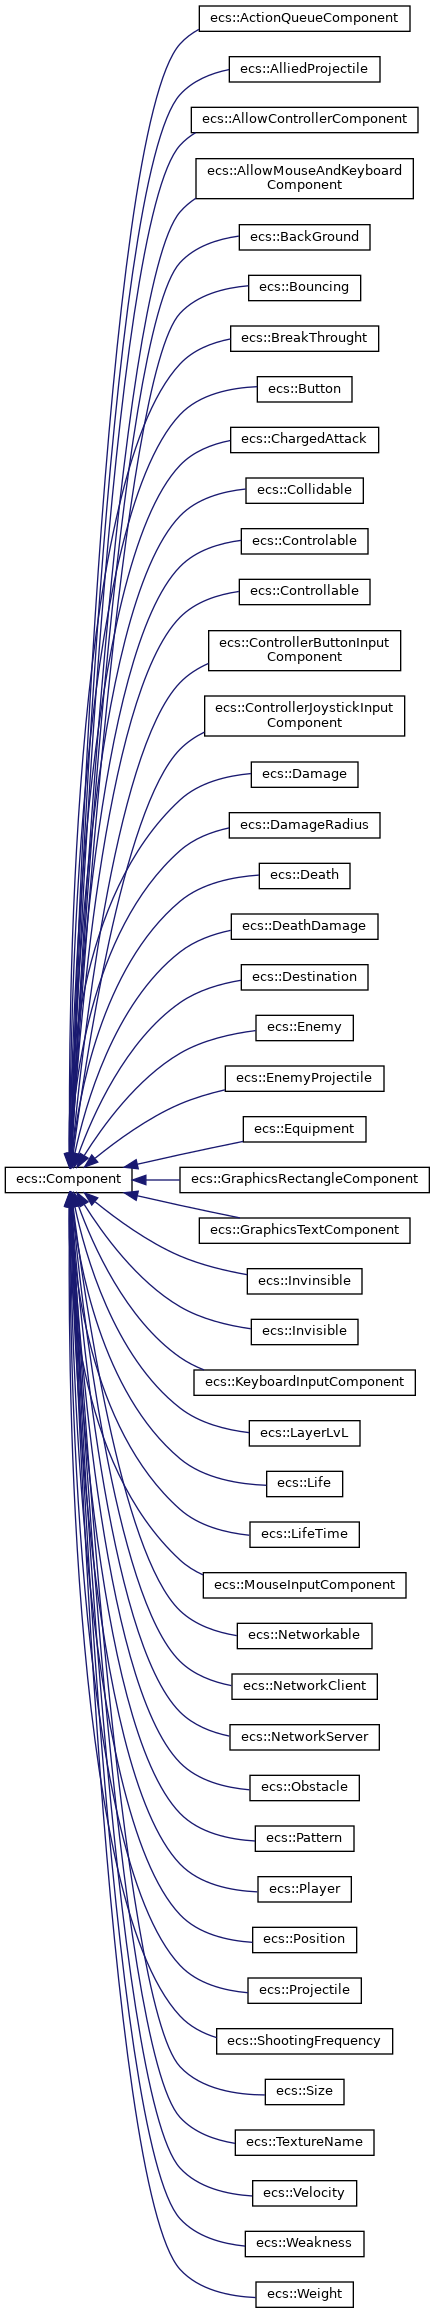 ecs::ActionQueueComponent
ecs::AlliedProjectile
ecs::AllowControllerComponent
ecs::AllowMouseAndKeyboard
Component
ecs::BackGround
ecs::Bouncing
ecs::BreakThrought
ecs::Button
ecs::ChargedAttack
ecs::Collidable
ecs::Controlable
ecs::Controllable
ecs::ControllerButtonInput
Component
ecs::ControllerJoystickInput
Component
ecs::Damage
ecs::DamageRadius
ecs::Death
ecs::DeathDamage
ecs::Destination
ecs::Enemy
ecs::EnemyProjectile
ecs::Equipment
ecs::Component
ecs::GraphicsRectangleComponent
ecs::GraphicsTextComponent
ecs::Invinsible
ecs::Invisible
ecs::KeyboardInputComponent
ecs::LayerLvL
ecs::Life
ecs::LifeTime
ecs::MouseInputComponent
ecs::Networkable
ecs::NetworkClient
ecs::NetworkServer
ecs::Obstacle
ecs::Pattern
ecs::Player
ecs::Position
ecs::Projectile
ecs::ShootingFrequency
ecs::Size
ecs::TextureName
ecs::Velocity
ecs::Weakness
ecs::Weight